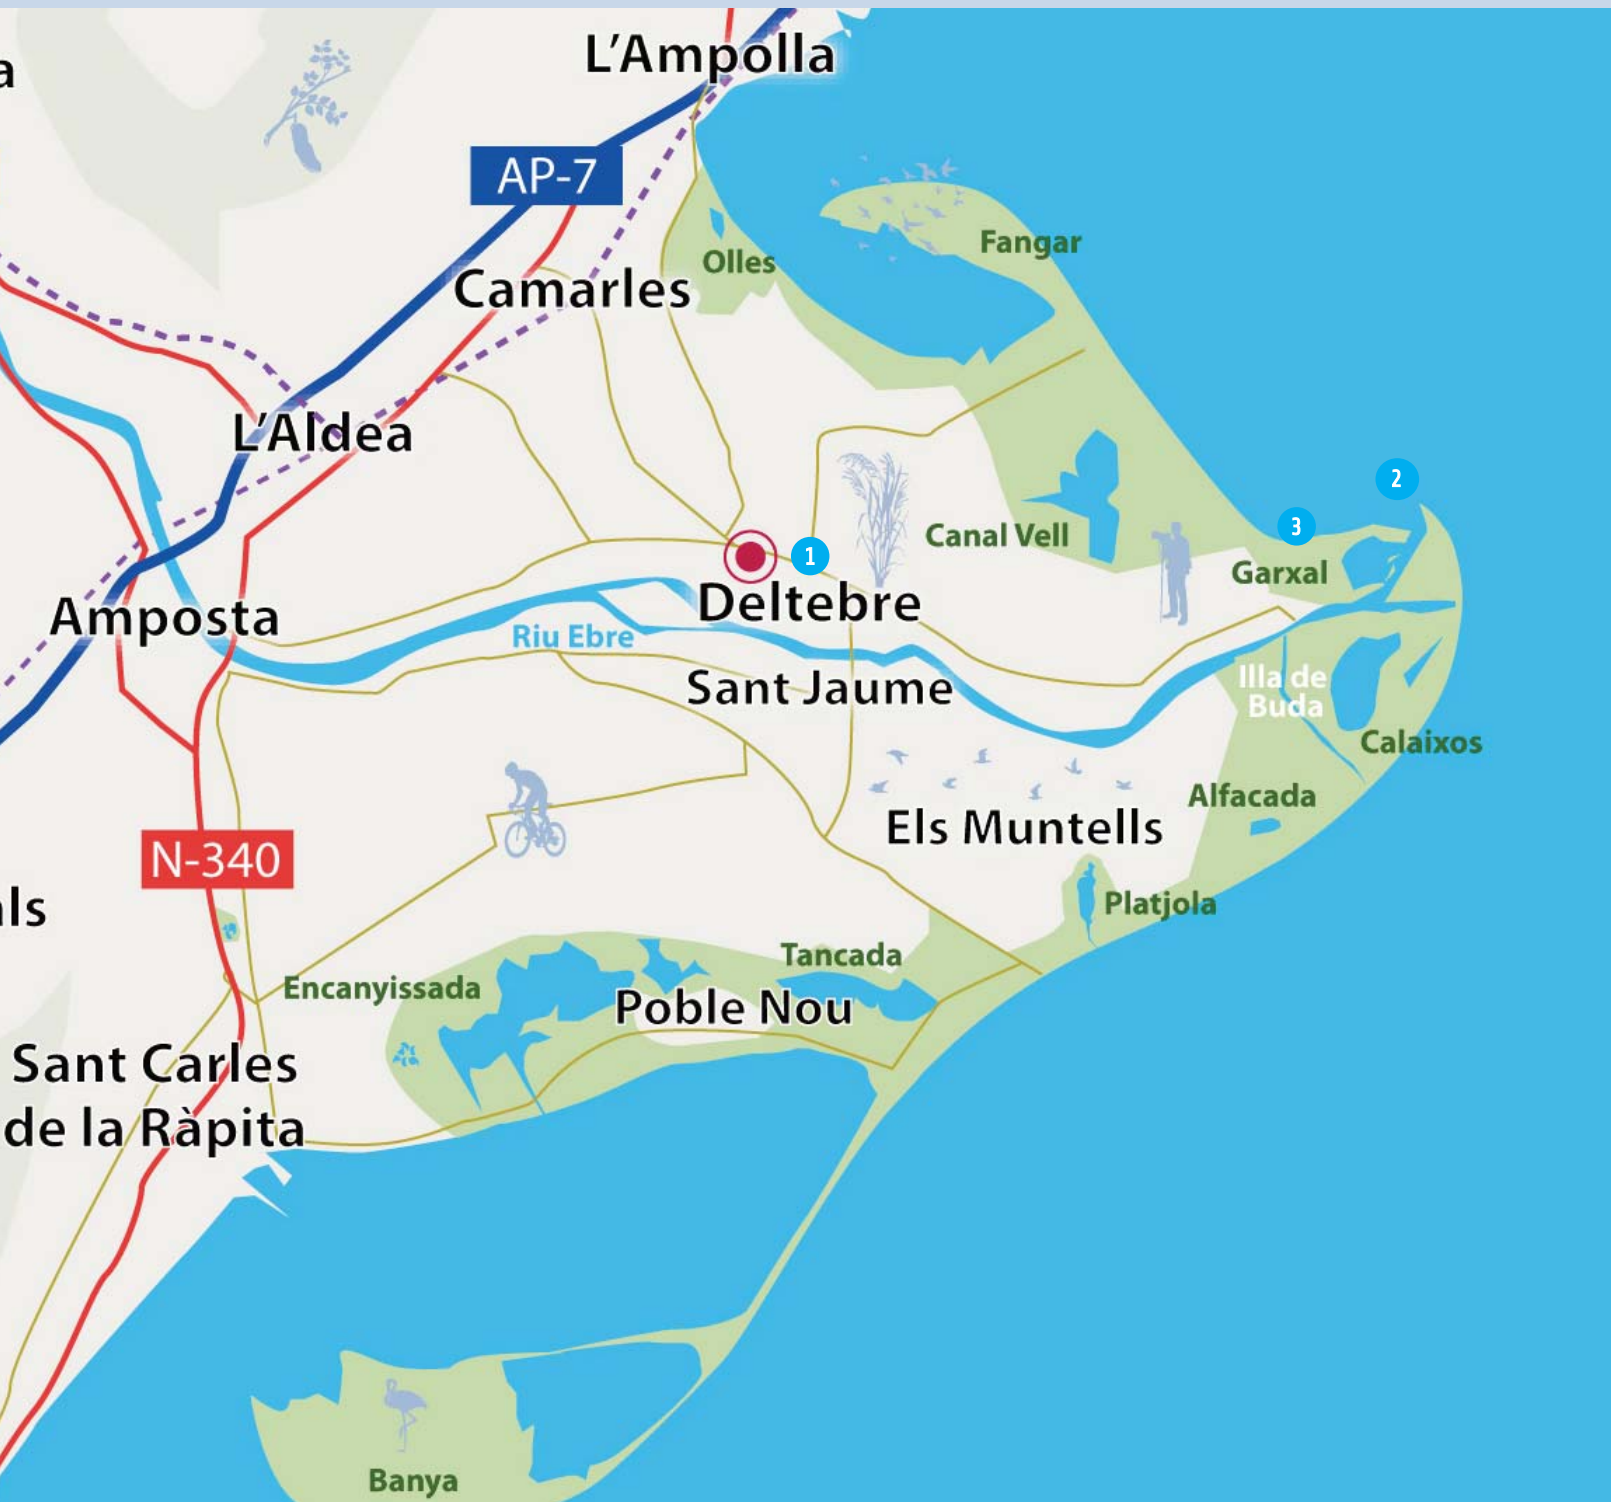 L'Ampolla
AP-7
Fangar
Olles
Camarles
L'Aldea
2
3
Canal Vell
1
Garxal
Deltebre
Amposta
Riu Ebre
Illa de
Buda
Sant Jaume
Calaixos
Alfacada
Els Muntells
N-340
Platjola
Tancada
Encanyissada
Poble Nou
Sant Carles
de la Ràpita
Banya